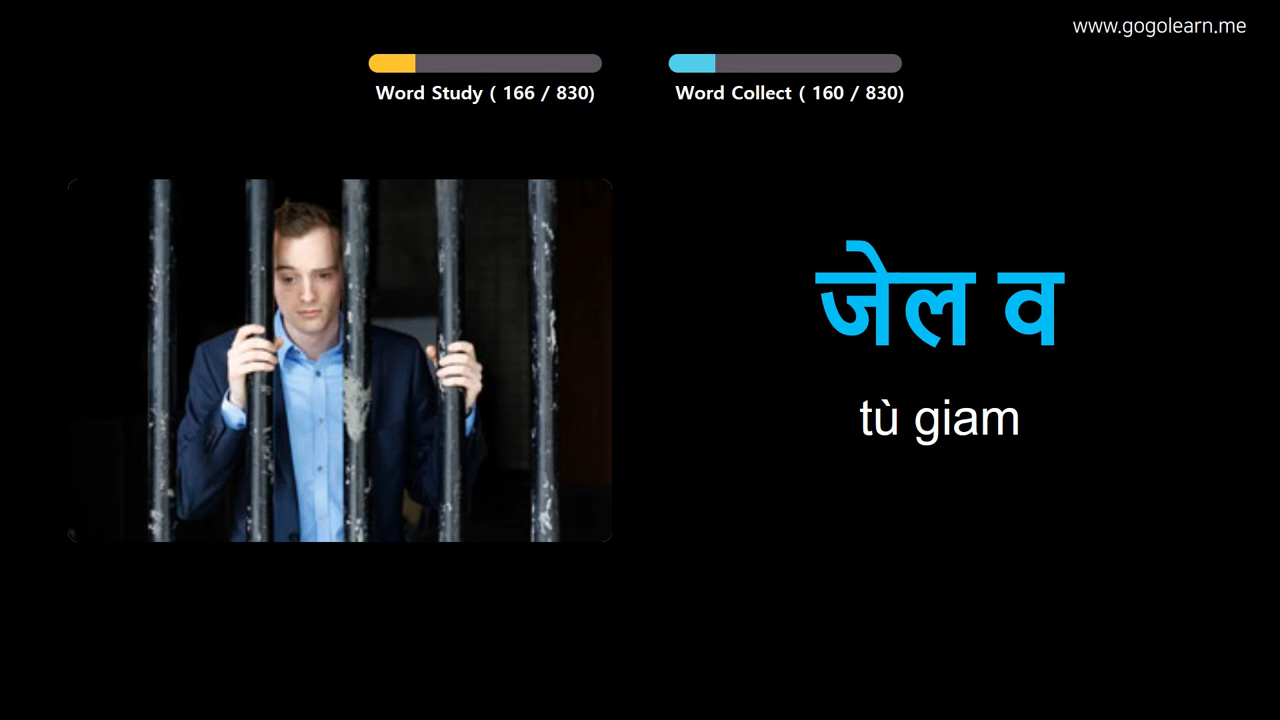 www.gogolearn.me
Word Study ( 166 / 830)
Word Collect ( 160 / 830)
जेल व
tù giam